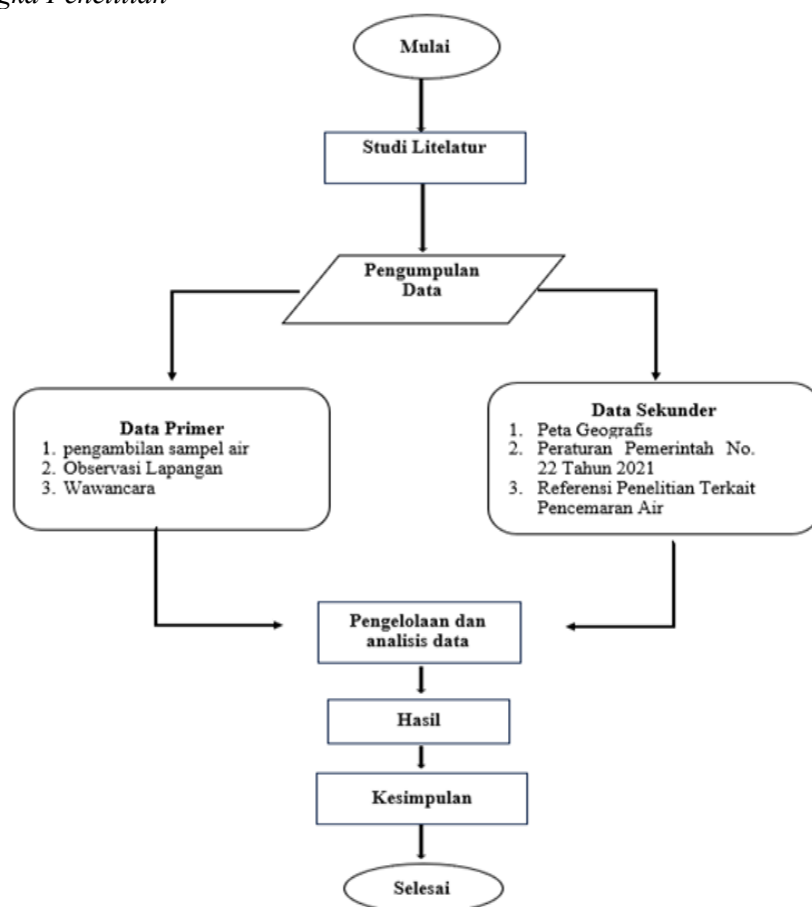 Penelitian
Mulai
Studi Litelatur
Pengumpulan
Data
Data Primer
1. pengambilan sampel air
2. Observasi Lapangan
3. Wawancara
Data Sekunder
1. Peta Geografis
2. Peraturan Pemerintah No.
22 Tahun 2021
3. Referensi Penelitian Terkait
Pencemaran Air
Pengelolaan dan
analisis data
Hasil
Kesimpulan
Selesai